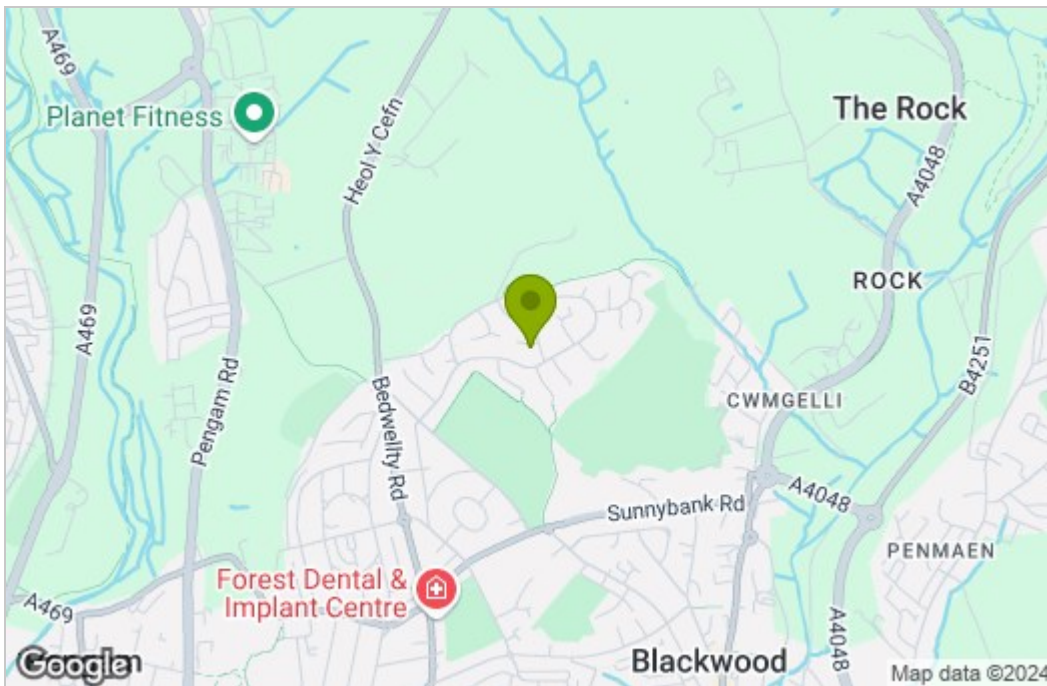 A469
Planet Fitness
Heol Y Cefn
The Rock
A4048
ROCK
A469
B4251
Pengam Rd
Bedwellty Rd
CWMGELLI
Sunnybank Rd
A4048
PENMAEN
Forest Dental &
Implant Centre
A469
A4048
Google
Blackwood
Map data ©2024